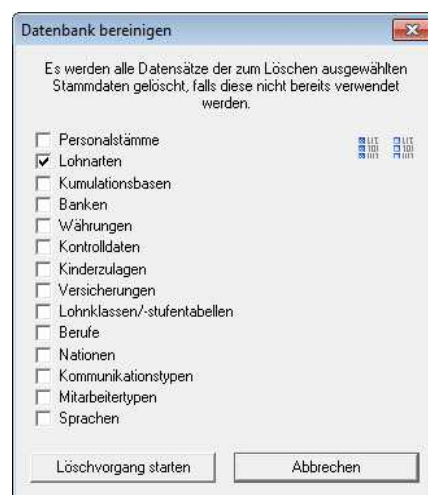 Datenbank bereinigen
Es werden alle Datensätze der zum Löschen ausgewählten
Stammdaten gelöscht, falls diese nicht bereits verwendet
werden.
Personalstämme
Lohnarten
Kumulationsbasen
Banken
Währungen
Kontrolldaten
Kinderzulagen
Versicherungen
Lohnklassen/-stufentabellen
Berufe
Nationen
Kommunikationstypen
Mitarbeitertypen
Sprachen
Löschvorgang starten
Abbrechen